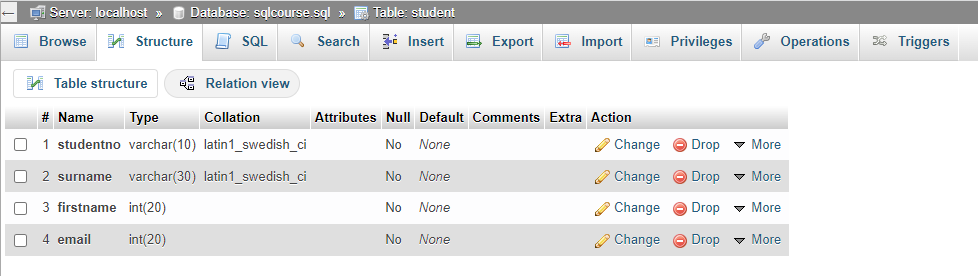 Server: localhost » Database: sqlcourse.sql » Table: student
Browse Structure SQL Search Insert Export Import Privileges Operations Triggers
Table structure Relation view
# Name Type Collation Attributes Null Default Comments Extra Action
1 studentno varchar(10) latin1_swedish_ci No None Change Drop More
2 surname varchar(30) latin1_swedish_ci No None Change Drop More
3 firstname int(20) No None Change Drop More
4 email int(20) No None Change Drop More